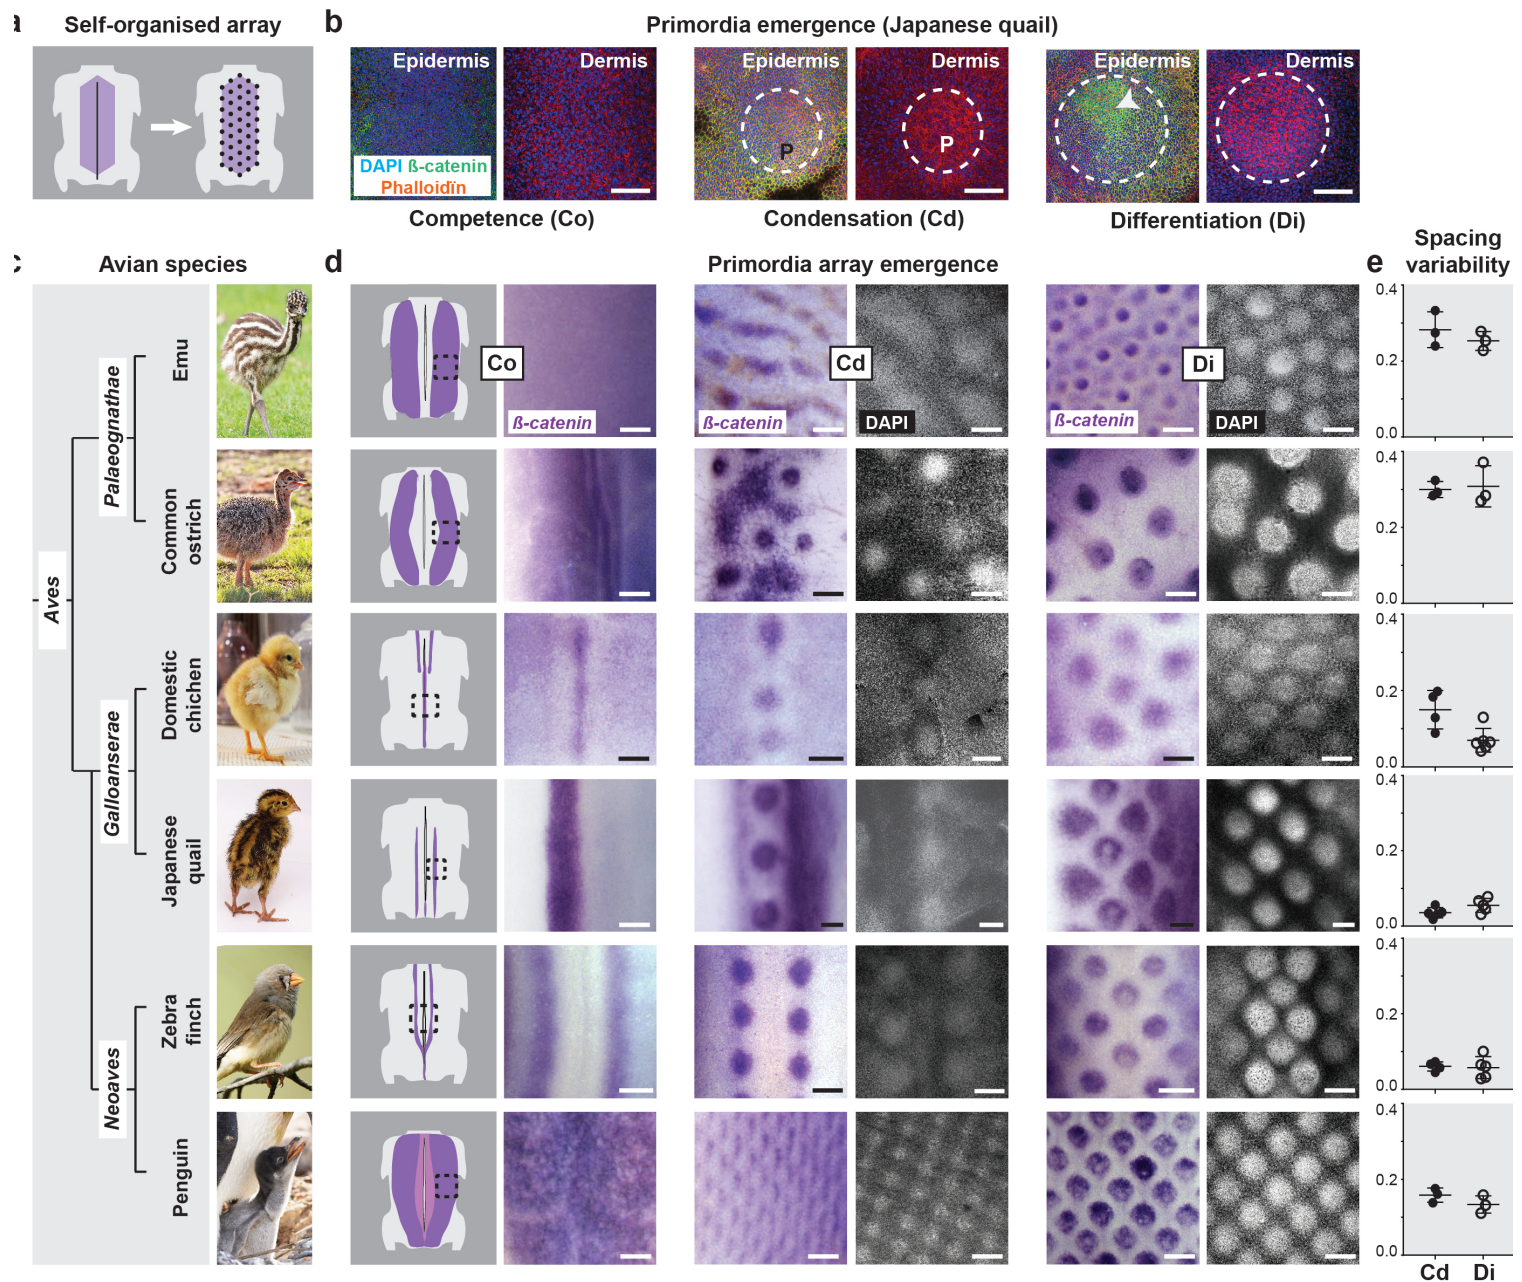 a
Self-organised array
b
Primordia emergence (Japanese quail)
Epidermis
Dermis
Epidermis
Dermis
Epidermis
Dermis
DAPI ß-catenin
Phalloïdïn
P
P
Competence (Co)
Condensation (Cd)
Differentiation (Di)
c
Avian species
d
Primordia array emergence
e
Spacing
variability
Aves
Palaeognathae
Galloanserae
Neoaves
Emu
Common
ostrich
Domestic
chichen
Japanese
quail
Zebra
finch
Penguin
Co
Cd
Di
ß-catenin
ß-catenin
DAPI
ß-catenin
DAPI
0.4
0.2
0.0
0.4
0.2
0.0
0.4
0.2
0.0
0.4
0.2
0.0
0.4
0.2
0.0
0.4
0.2
0.0
Cd
Di